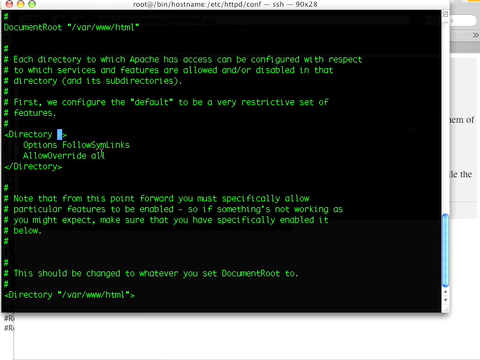 root@/bin/hostname:/etc/httpd/conf — ssh — 90x28
#
DocumentRoot "/var/www/html"
#
# Each directory to which Apache has access can be configured with respect
# to which services and features are allowed and/or disabled in that
# directory (and its subdirectories).
#
# First, we configure the "default" to be a very restrictive set of
# features.
#
<Directory />
Options FollowSymLinks
AllowOverride all
</Directory>
#
# Note that from this point forward you must specifically allow
# particular features to be enabled - so if something's not working as
# you might expect, make sure that you have specifically enabled it
# below.
#
#
# This should be changed to whatever you set DocumentRoot to.
#
<Directory "/var/www/html">
em of
le the